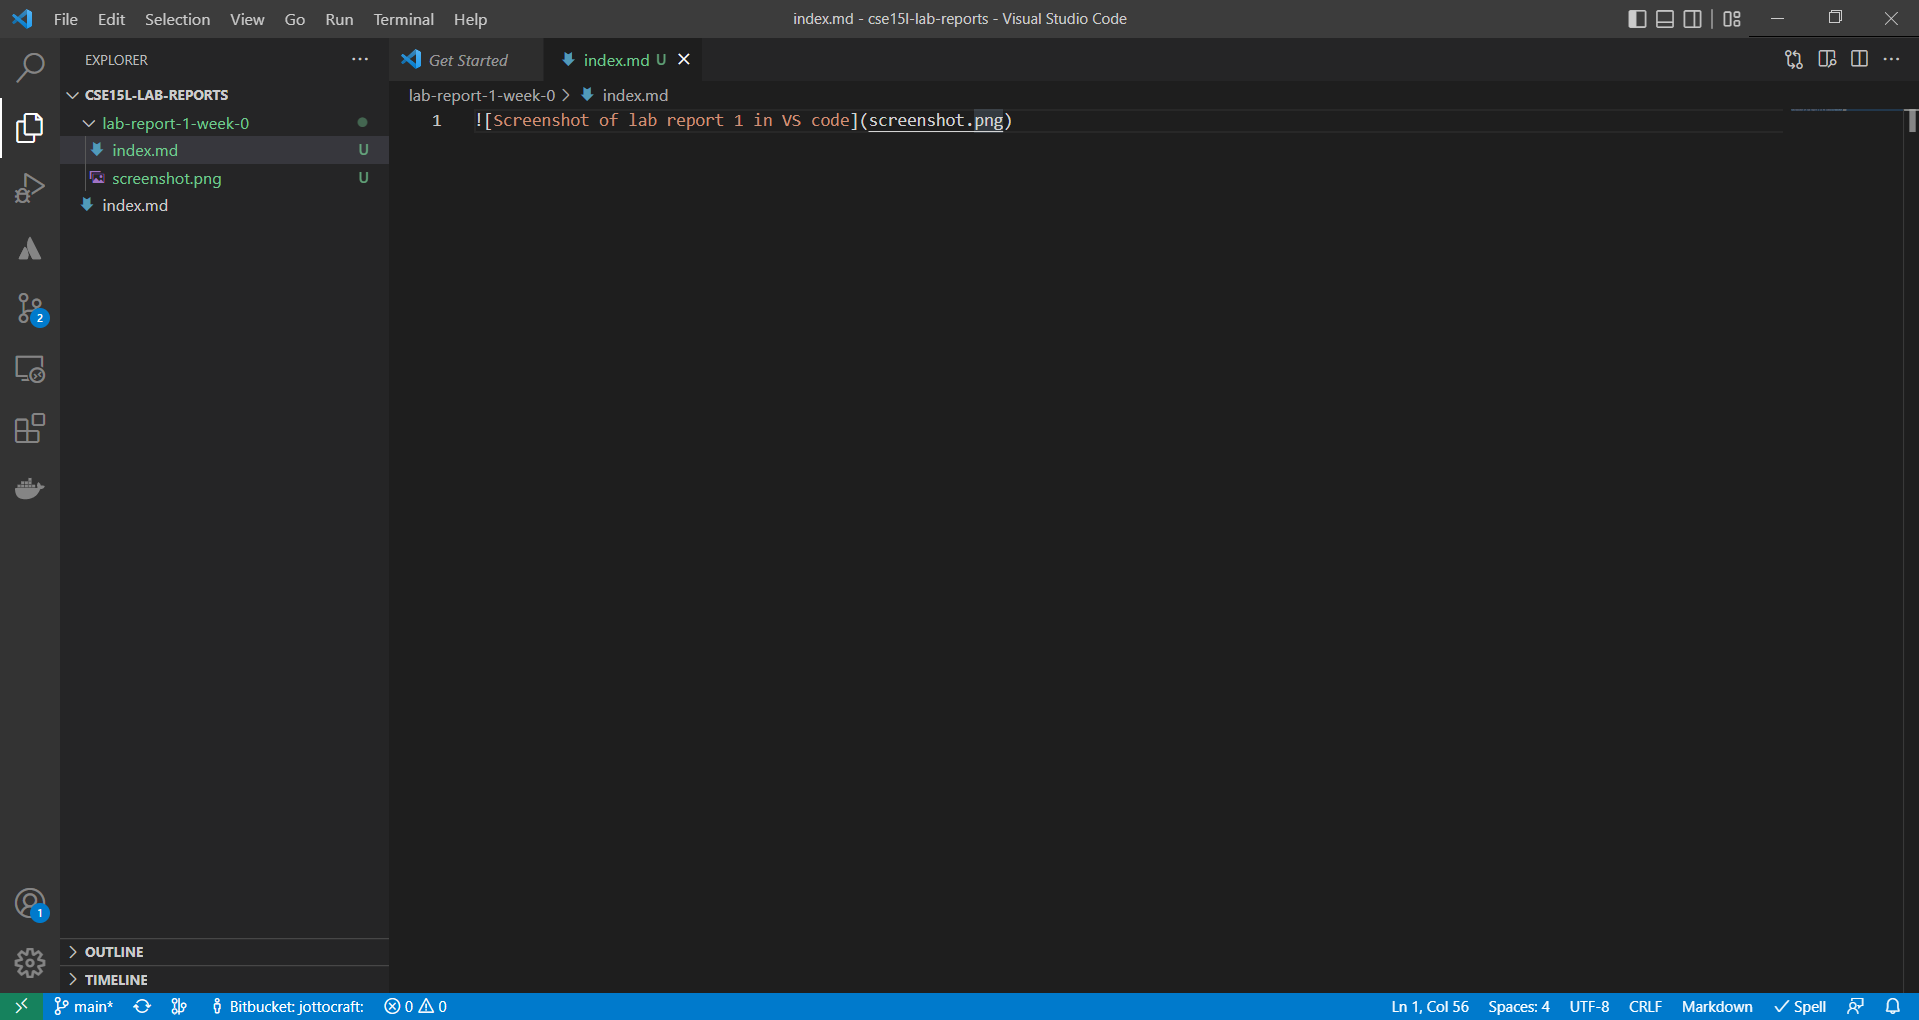 File Edit Selection View Go Run Terminal Help
index.md - cse15l-lab-reports - Visual Studio Code
EXPLORER
CSE15L-LAB-REPORTS
lab-report-1-week-0
index.md U
screenshot.png U
index.md
Get Started
index.md U
lab-report-1-week-0 > index.md
1 ![Screenshot of lab report 1 in VS code](screenshot.png)
2
1
OUTLINE
TIMELINE
main* Bitbucket: jottocraft: 0 0 Ln 1, Col 56 Spaces: 4 UTF-8 CRLF Markdown Spell